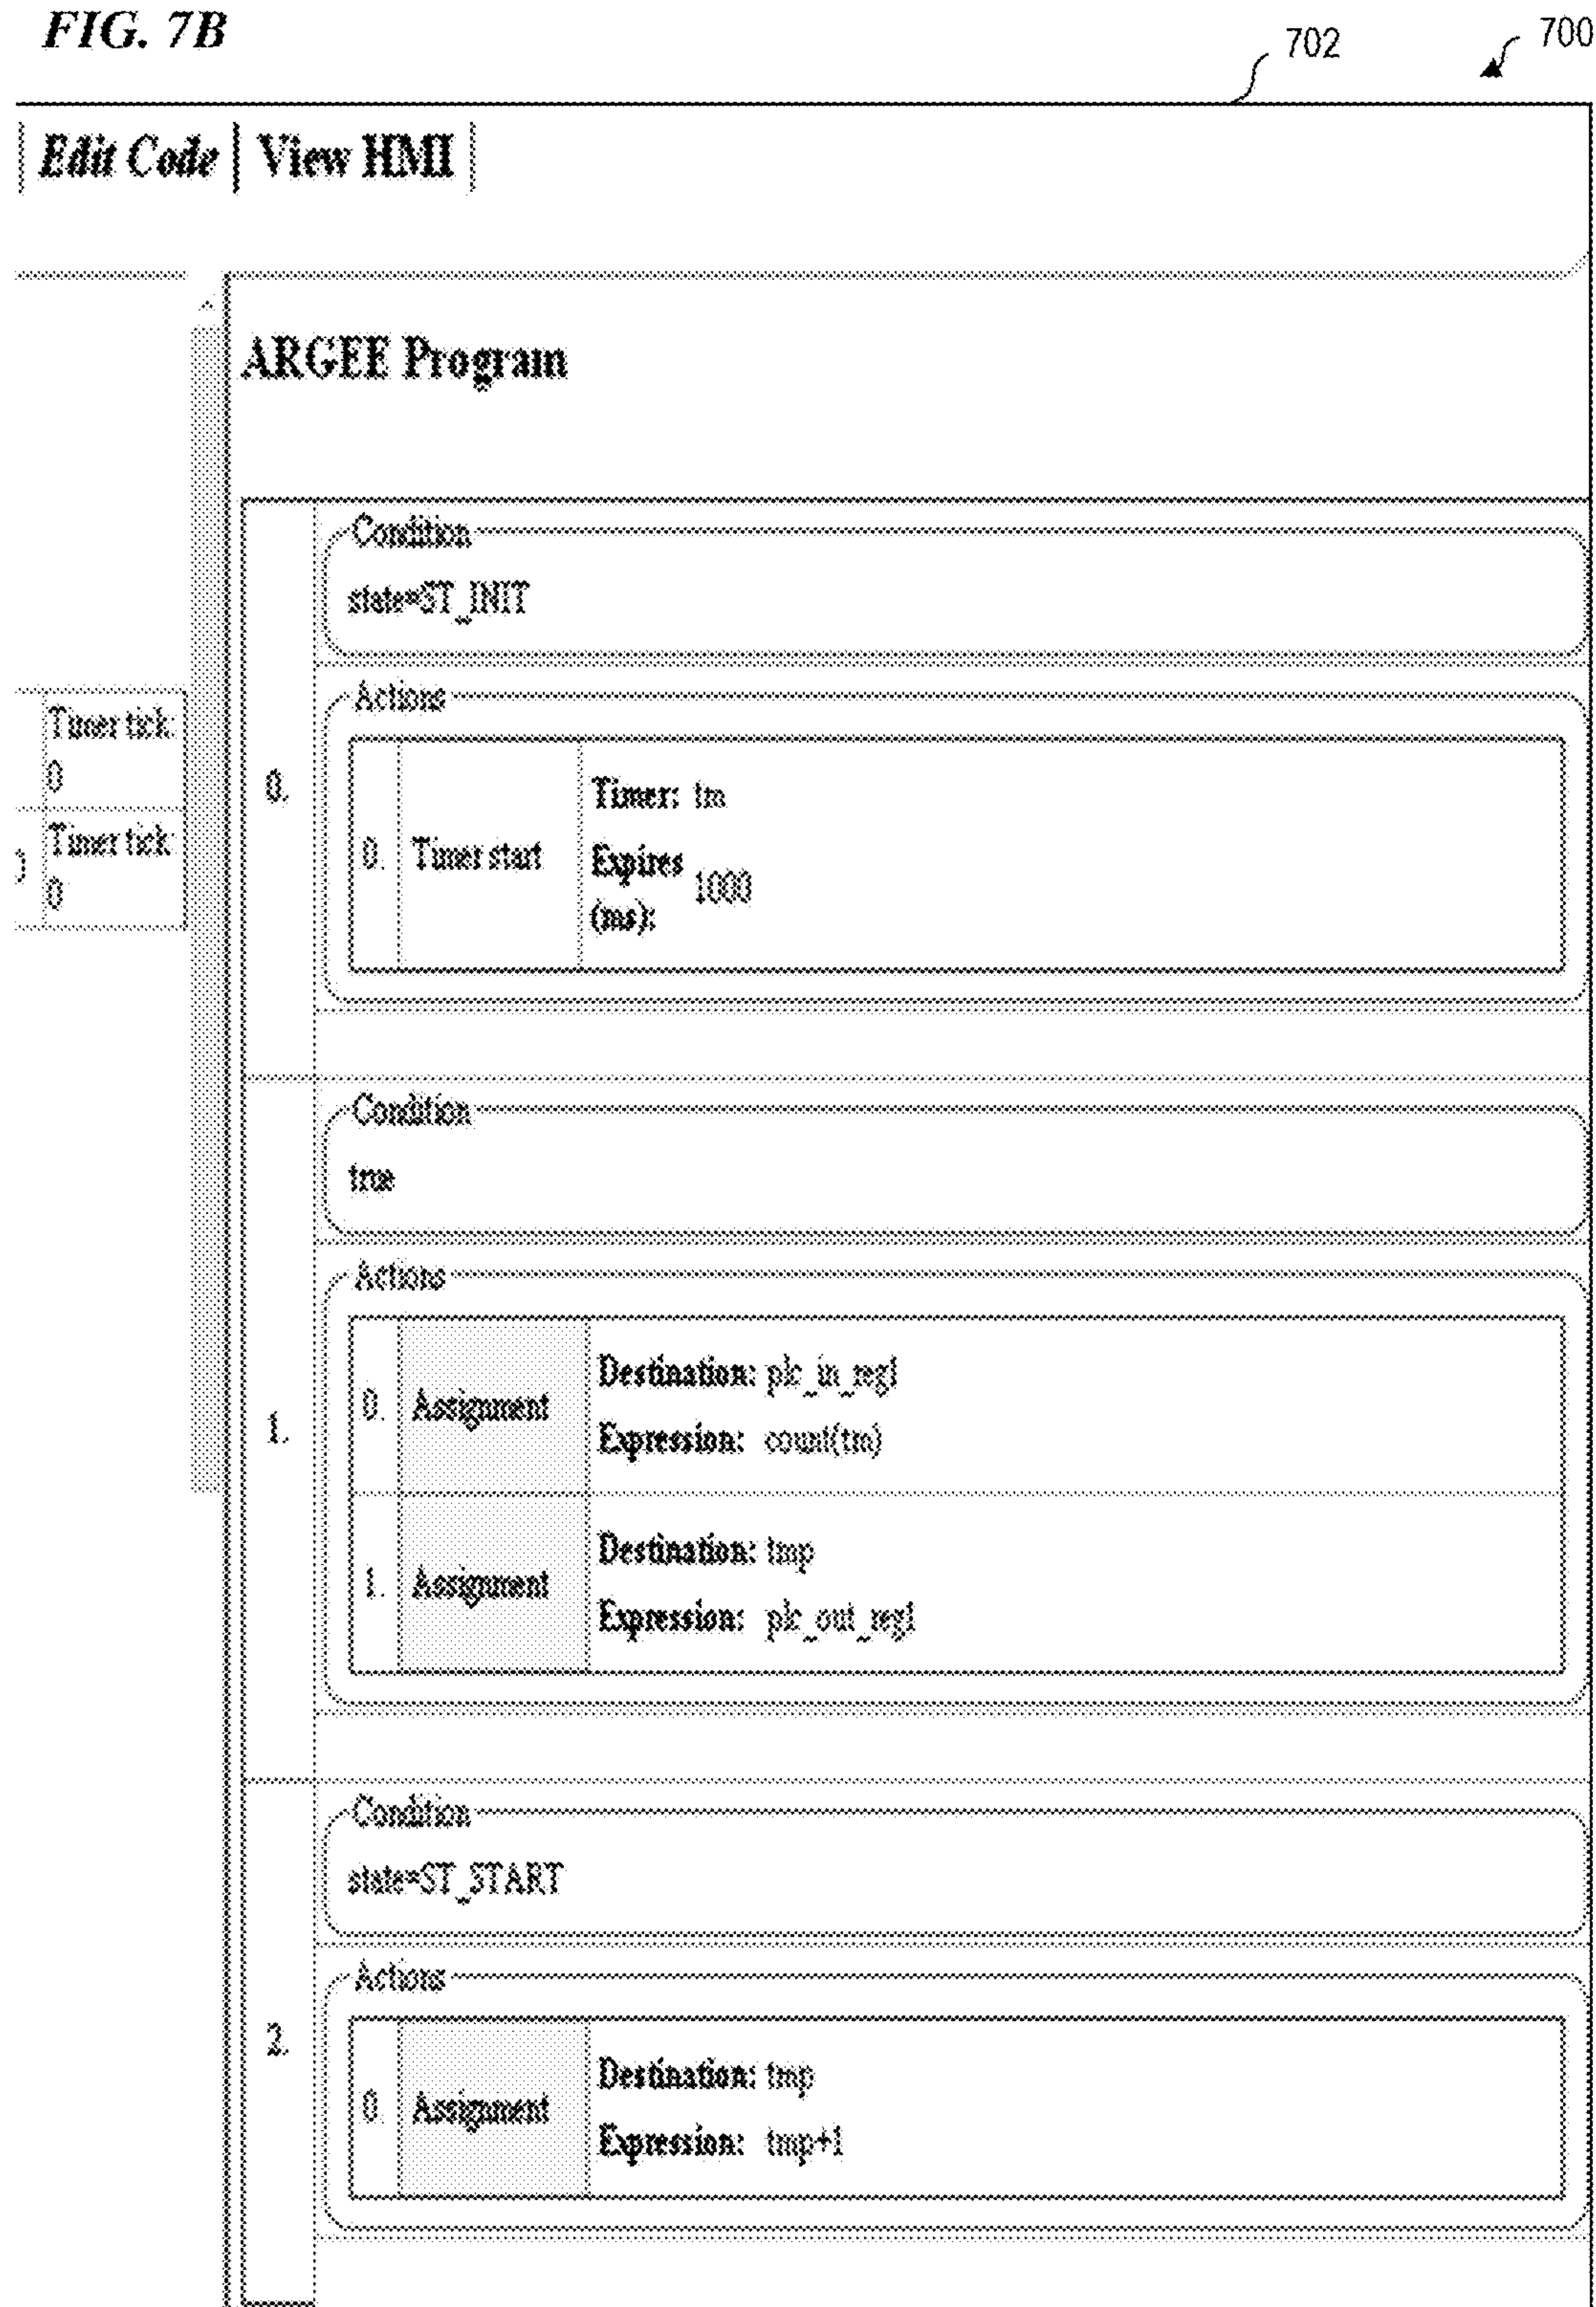 FIG. 7B
702
700
Edit Code | View HMI
ARGEE Program
Condition
state=ST_INIT
Timer tick:
0
Timer tick:
0
Actions
0.
0. Timer start
Timer: tm
Expires (ms): 1000
Condition
true
1.
Actions
0. Assignment
Destination: plc_in_reg1
Expression: count(tm)
1. Assignment
Destination: tmp
Expression: plc_out_reg1
Condition
state=ST_START
2.
Actions
0. Assignment
Destination: tmp
Expression: tmp+1